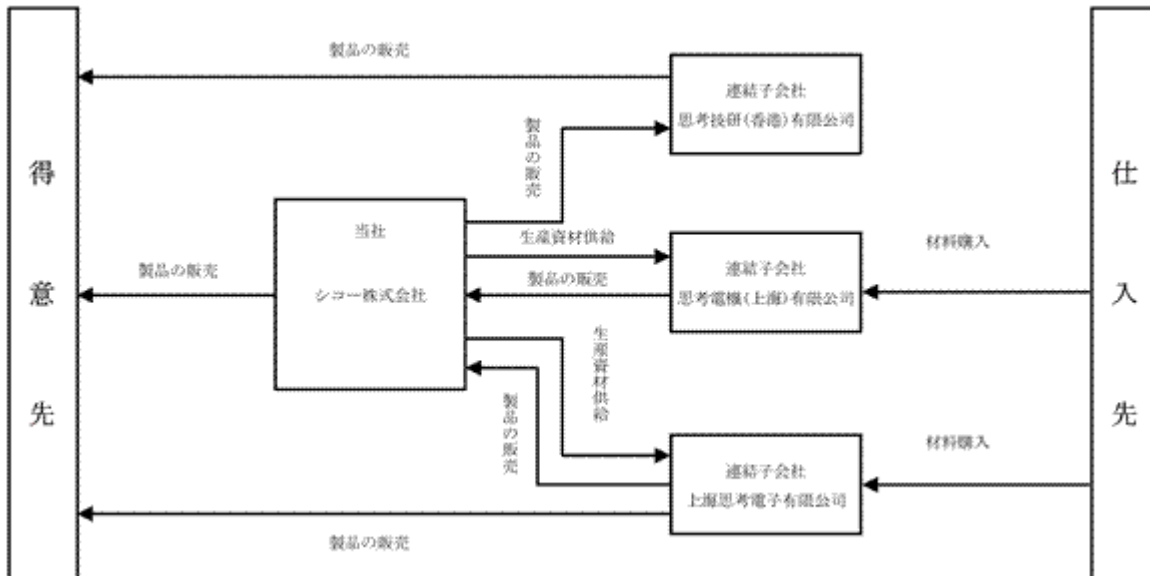 製品の販売
連結子会社
思考技研(香港)有限公司
製品の販売
得意先
仕入先
当社
シコー株式会社
生産資材供給
製品の販売
製品の販売
連結子会社
思考電機(上海)有限公司
材料購入
生産資材供給
製品の販売
連結子会社
上海思考電子有限公司
材料購入
製品の販売